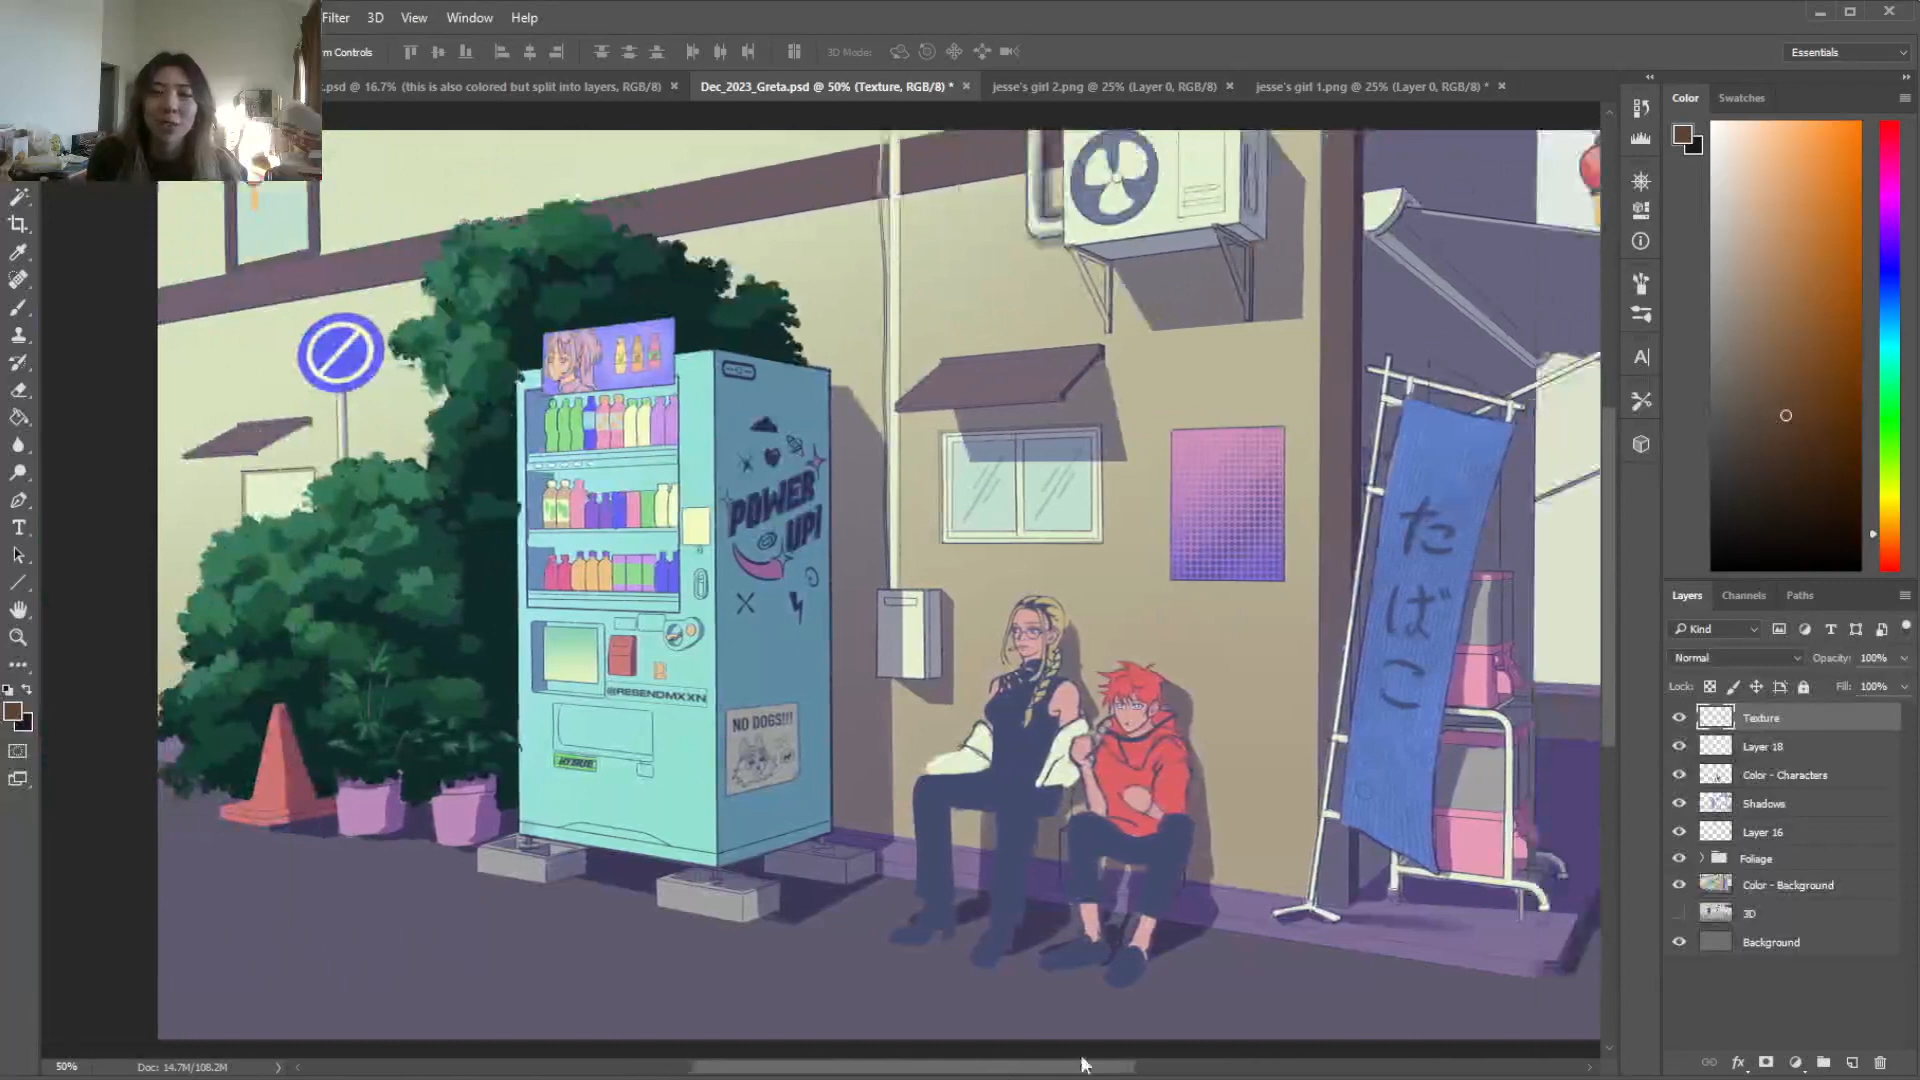 Filter 3D View Window Help
rm Controls
3D Mode:
Essentials
.psd @ 16.7% (this is also colored but split into layers, RGB/8)
Dec_2023_Greta.psd @ 50% (Texture, RGB/8) *
jesse's girl 2.png @ 25% (Layer 0, RGB/8)
jesse's girl 1.png @ 25% (Layer 0, RGB/8) *
Color Swatches
POWER
UP!
@RESENDMXXN
NO DOGS!!!
たばこ
Layers Channels Paths
Kind
Normal Opacity: 100%
Lock: Fill: 100%
Texture
Layer 18
Color - Characters
Shadows
Layer 16
Foliage
Color - Background
3D
Background
50% Doc: 14.7M/108.2M